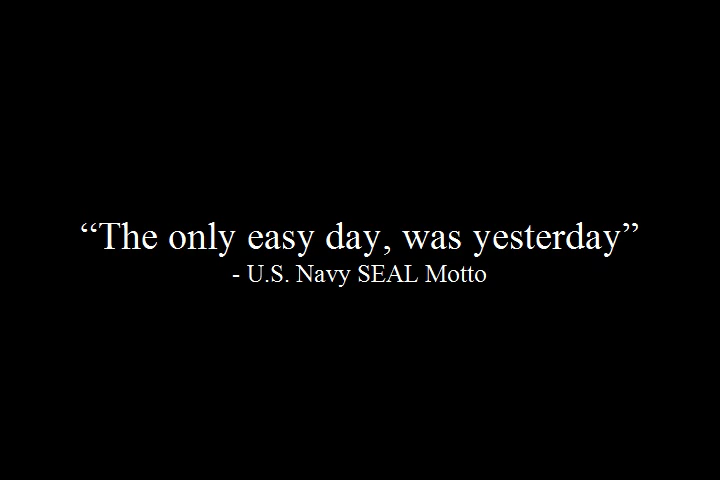 “The only easy day, was yesterday”
- U.S. Navy SEAL Motto